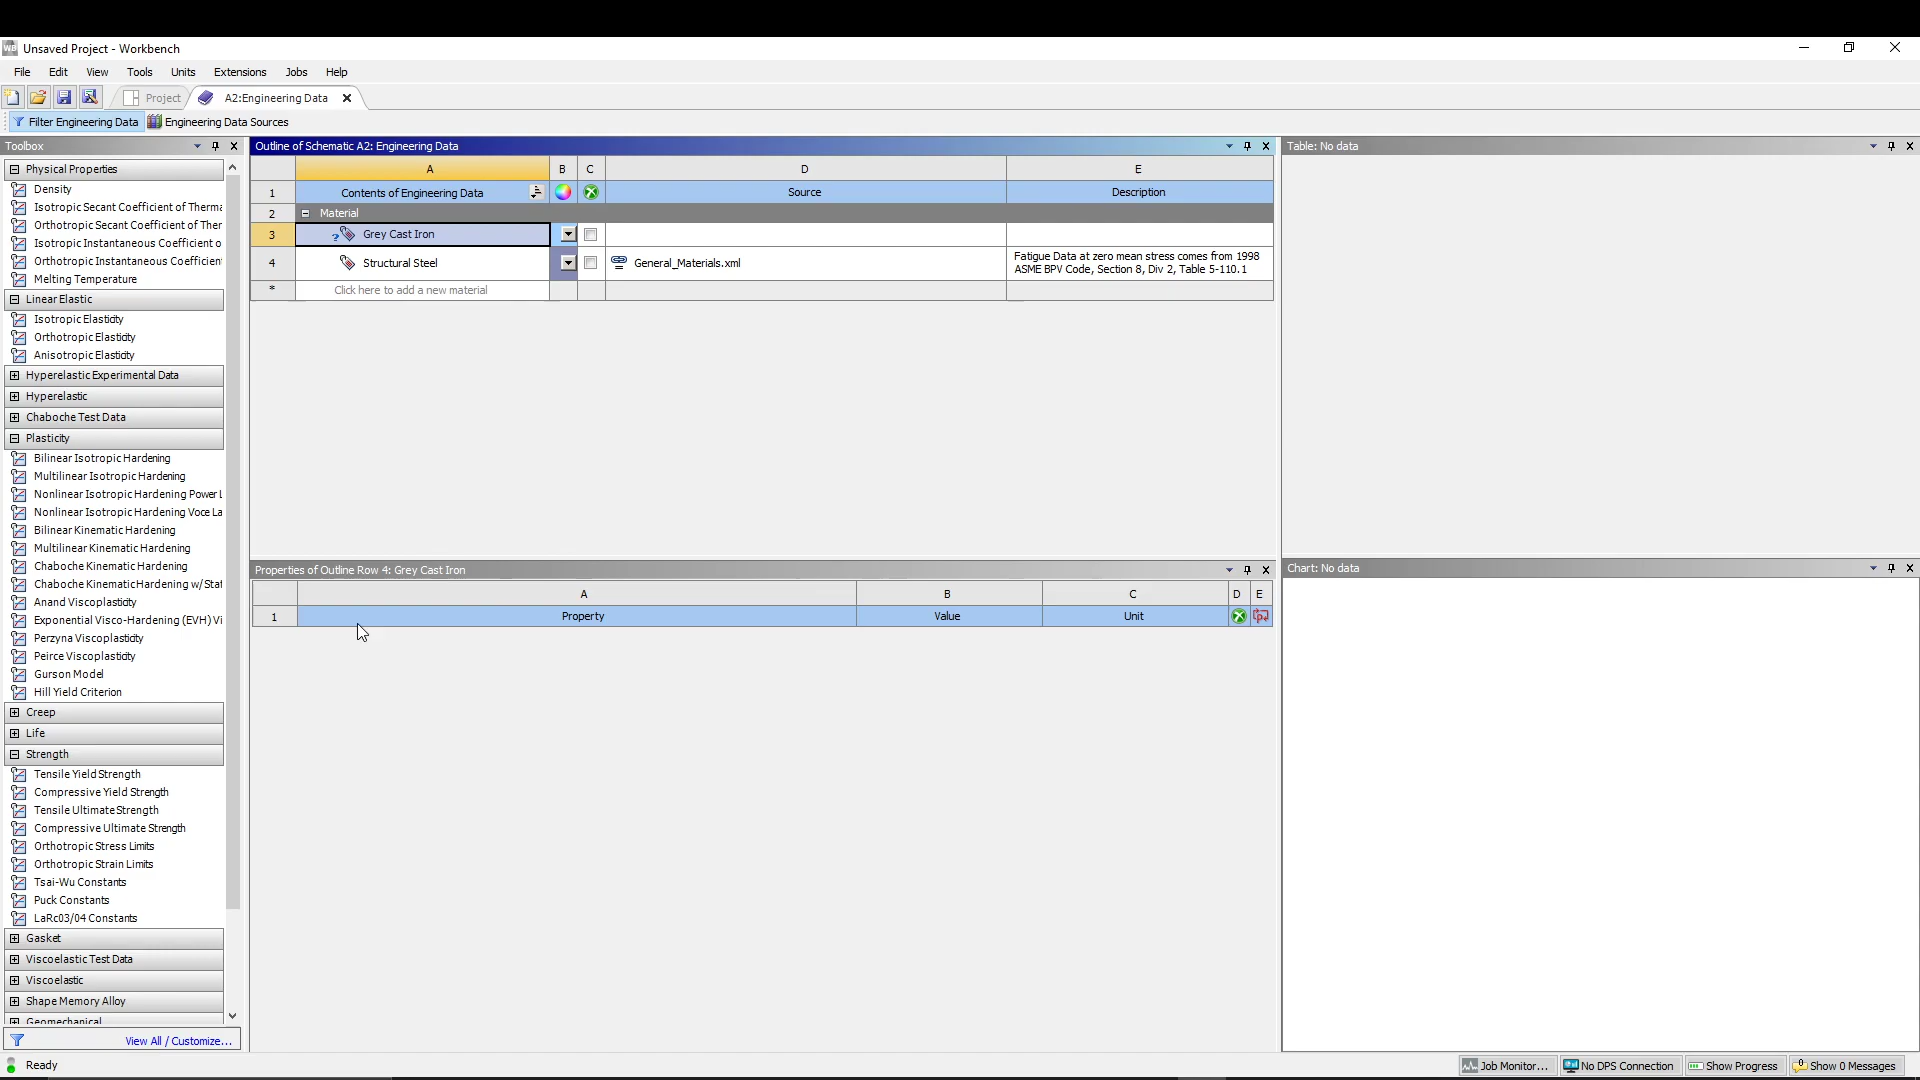 Unsaved Project - Workbench
File Edit View Tools Units Extensions Jobs Help
Project A2:Engineering Data
Filter Engineering Data Engineering Data Sources
Toolbox
Physical Properties
Density
Isotropic Secant Coefficient of Therma
Orthotropic Secant Coefficient of Ther
Isotropic Instantaneous Coefficient o
Orthotropic Instantaneous Coefficien
Melting Temperature
Linear Elastic
Isotropic Elasticity
Orthotropic Elasticity
Anisotropic Elasticity
Hyperelastic Experimental Data
Hyperelastic
Chaboche Test Data
Plasticity
Bilinear Isotropic Hardening
Multilinear Isotropic Hardening
Nonlinear Isotropic Hardening Power L
Nonlinear Isotropic Hardening Voce La
Bilinear Kinematic Hardening
Multilinear Kinematic Hardening
Chaboche Kinematic Hardening
Chaboche Kinematic Hardening w/ Stat
Anand Viscoplasticity
Exponential Visco-Hardening (EVH) Vi
Perzyna Viscoplasticity
Peirce Viscoplasticity
Gurson Model
Hill Yield Criterion
Creep
Life
Strength
Tensile Yield Strength
Compressive Yield Strength
Tensile Ultimate Strength
Compressive Ultimate Strength
Orthotropic Stress Limits
Orthotropic Strain Limits
Tsai-Wu Constants
Puck Constants
LaRc03/04 Constants
Gasket
Viscoelastic Test Data
Viscoelastic
Shape Memory Alloy
Geomechanical
View All / Customize...
Outline of Schematic A2: Engineering Data
A B C D E
1 Contents of Engineering Data Source Description
2 Material
3 ? Grey Cast Iron
4 Structural Steel General_Materials.xml Fatigue Data at zero mean stress comes from 1998
ASME BPV Code, Section 8, Div 2, Table 5-110.1
* Click here to add a new material
Properties of Outline Row 4: Grey Cast Iron
A B C D E
1 Property Value Unit
Table: No data
Chart: No data
Ready Job Monitor... No DPS Connection Show Progress Show 0 Messages